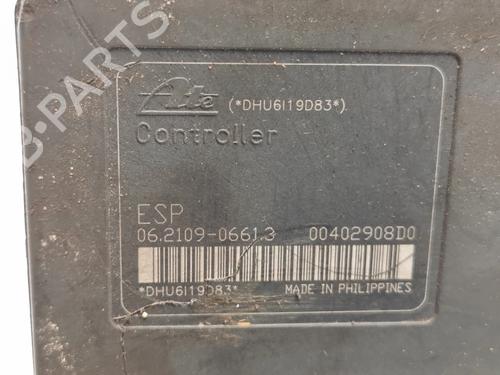 Ate (*DHU6I19D83*)
Controller
ESP
06.2109-0661.3 00402908D0
*DHU6I19D83* MADE IN PHILIPPINES
B-PARTS